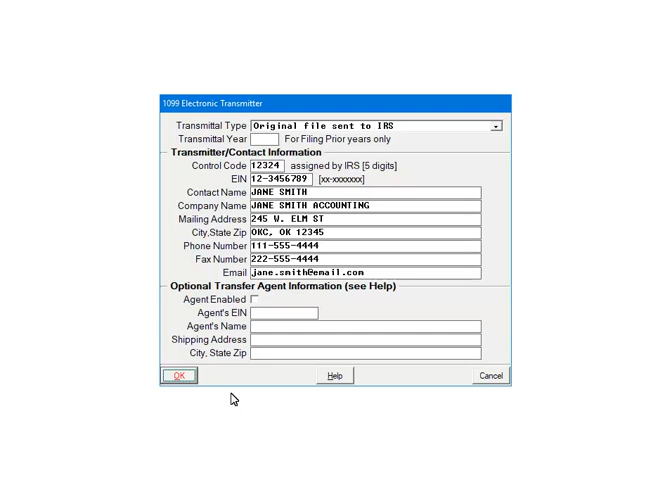 1099 Electronic Transmitter
Transmittal Type Original file sent to IRS
Transmittal Year For Filing Prior years only
Transmitter/Contact Information
Control Code 12324 assigned by IRS [5 digits]
EIN 12-3456789 [xx-xxxxxxx]
Contact Name JANE SMITH
Company Name JANE SMITH ACCOUNTING
Mailing Address 245 W. ELM ST
City,State Zip OKC, OK 12345
Phone Number 111-555-4444
Fax Number 222-555-4444
Email jane.smith@email.com
Optional Transfer Agent Information (see Help)
Agent Enabled
Agent's EIN
Agent's Name
Shipping Address
City, State Zip
OK Help Cancel